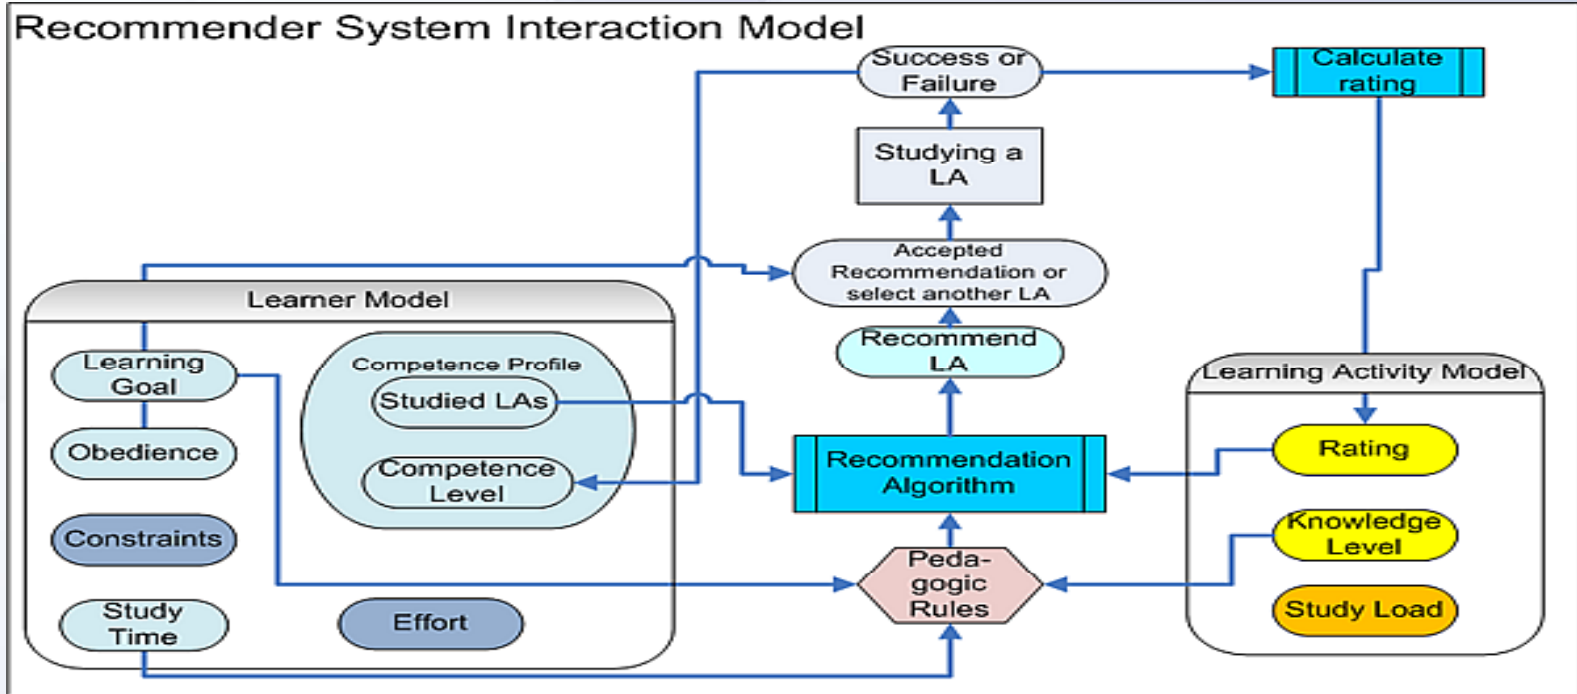 Recommender System Interaction Model
Success or
Failure
Calculate
rating
Studying a
LA
Accepted
Recommendation or
select another LA
Learner Model
Recommend
LA
Learning
Goal
Competence Profile
Studied LAs
Learning Activity Model
Obedience
Competence
Level
Recommendation
Algorithm
Rating
Constraints
Knowledge
Level
Peda-
gogic
Rules
Study
Time
Effort
Study Load